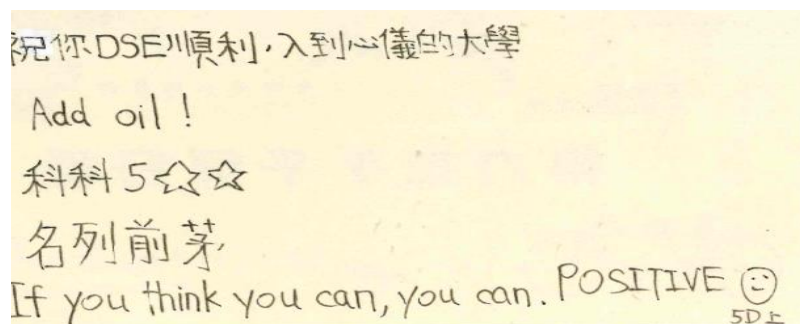 祝你DSE順利,入到心儀的大學
Add oil!
科科5☆☆
名列前茅,
If you think you can, you can. POSITIVE ☺
5D上